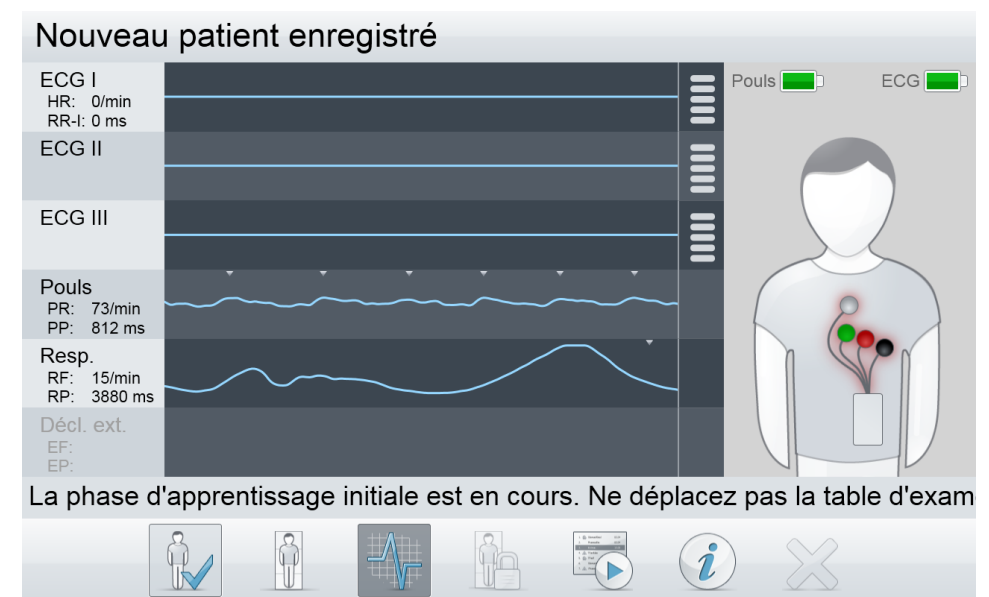 Nouveau patient enregistré
ECG I
HR: 0/min
RR-I: 0 ms
ECG II
ECG III
Pouls
PR: 73/min
PP: 812 ms
Resp.
RF: 15/min
RP: 3880 ms
Décl. ext.
EF:
EP:
Pouls
ECG
La phase d'apprentissage initiale est en cours. Ne déplacez pas la table d'exam